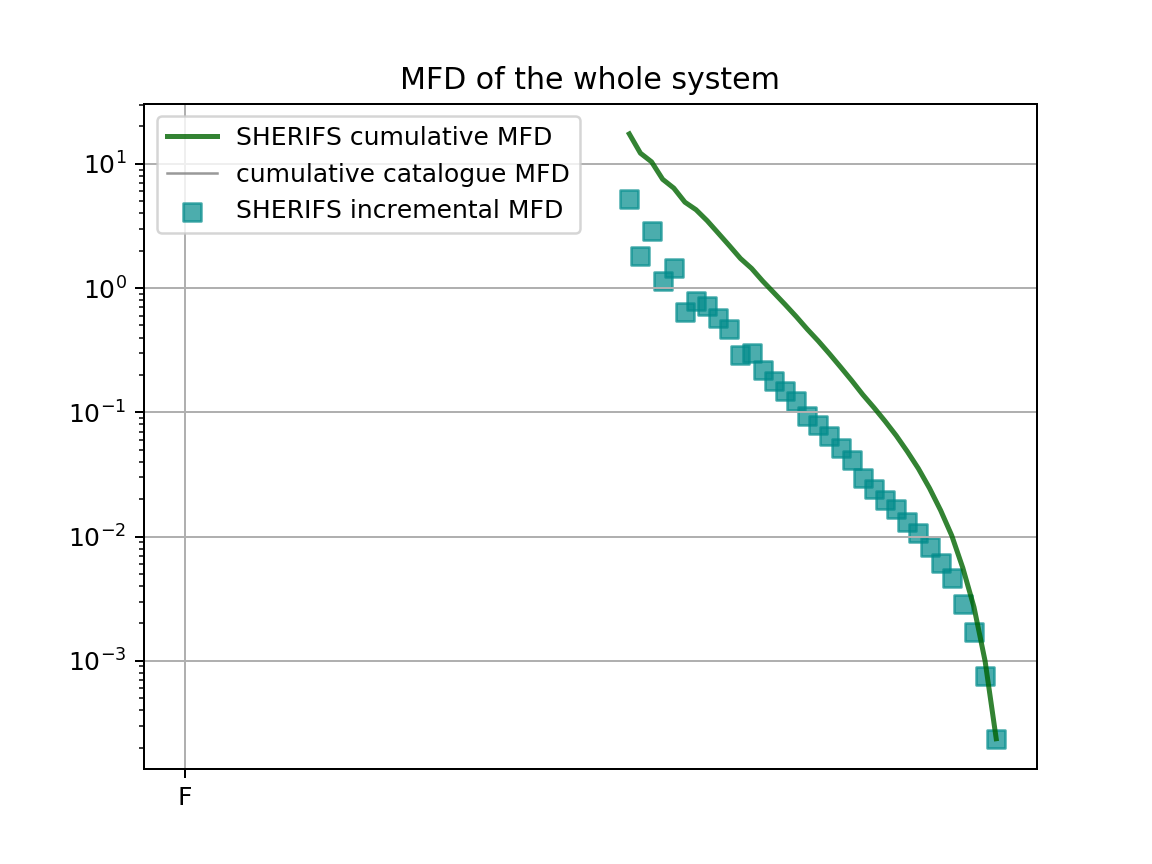 MFD of the whole system
SHERIFS cumulative MFD
cumulative catalogue MFD
SHERIFS incremental MFD
10¹
10⁰
10⁻¹
10⁻²
10⁻³
F